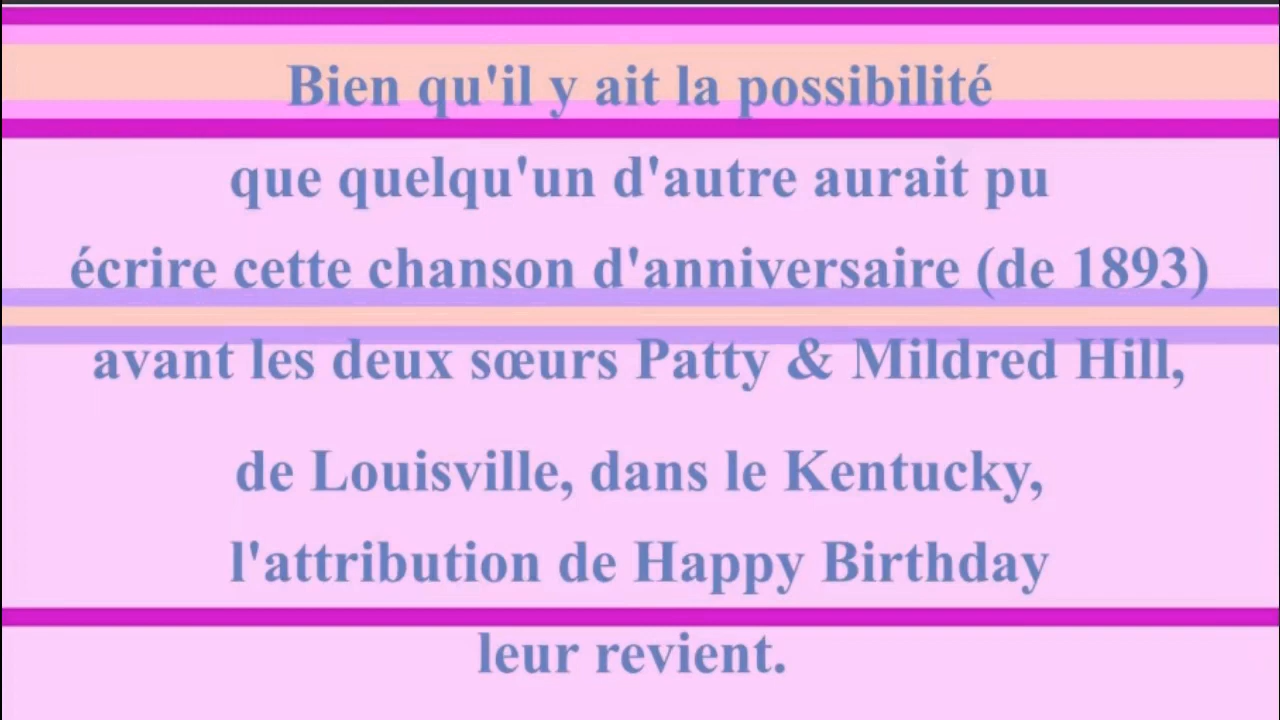 Bien qu'il y ait la possibilité
que quelqu'un d'autre aurait pu
écrire cette chanson d'anniversaire (de 1893)
avant les deux sœurs Patty & Mildred Hill,
de Louisville, dans le Kentucky,
l'attribution de Happy Birthday
leur revient.